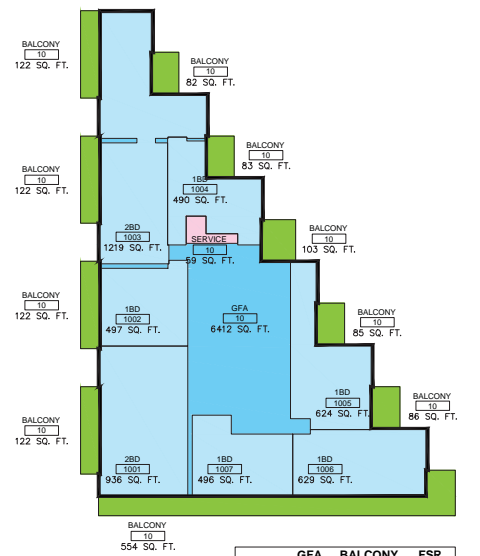 BALCONY
10
122 SQ. FT.
BALCONY
10
82 SQ. FT.
BALCONY
10
83 SQ. FT.
BALCONY
10
122 SQ. FT.
1BD
1004
490 SQ. FT.
2BD
1003
1219 SQ. FT.
SERVICE
10
59 SQ. FT.
BALCONY
10
103 SQ. FT.
BALCONY
10
122 SQ. FT.
1BD
1002
497 SQ. FT.
GFA
10
6412 SQ. FT.
BALCONY
10
85 SQ. FT.
1BD
1005
624 SQ. FT.
BALCONY
10
86 SQ. FT.
BALCONY
10
122 SQ. FT.
2BD
1001
936 SQ. FT.
1BD
1007
496 SQ. FT.
1BD
1006
629 SQ. FT.
BALCONY
10
554 SQ. FT.
GFA BALCONY FSR